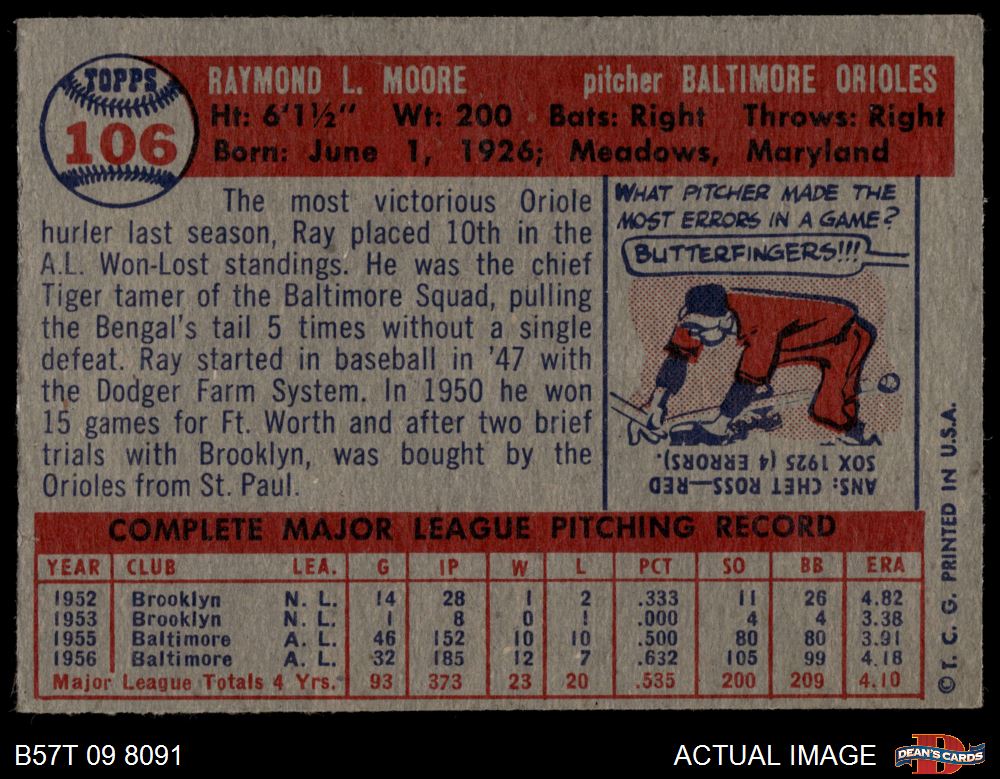 TOPPS
106
RAYMOND L. MOORE pitcher BALTIMORE ORIOLES
Ht: 6'1½" Wt: 200 Bats: Right Throws: Right
Born: June 1, 1926; Meadows, Maryland
The most victorious Oriole
hurler last season, Ray placed 10th in the
A.L. Won-Lost standings. He was the chief
Tiger tamer of the Baltimore Squad, pulling
the Bengal's tail 5 times without a single
defeat. Ray started in baseball in '47 with
the Dodger Farm System. In 1950 he won
15 games for Ft. Worth and after two brief
trials with Brooklyn, was bought by the
Orioles from St. Paul.
WHAT PITCHER MADE THE
MOST ERRORS IN A GAME?
BUTTERFINGERS!!!
ANS: CHET ROSS—RED
SOX 1925 (4 ERRORS).
COMPLETE MAJOR LEAGUE PITCHING RECORD
YEAR CLUB LEA. G IP W L PCT SO BB ERA
1952 Brooklyn N. L. 14 28 1 2 .333 11 26 4.82
1953 Brooklyn N. L. 1 8 0 1 .000 4 4 3.38
1955 Baltimore A. L. 46 152 10 10 .500 80 80 3.91
1956 Baltimore A. L. 32 185 12 7 .632 105 99 4.18
Major League Totals 4 Yrs. 93 373 23 20 .535 200 209 4.10
© T. C. G. PRINTED IN U.S.A.
B57T 09 8091
ACTUAL IMAGE
DEAN'S CARDS